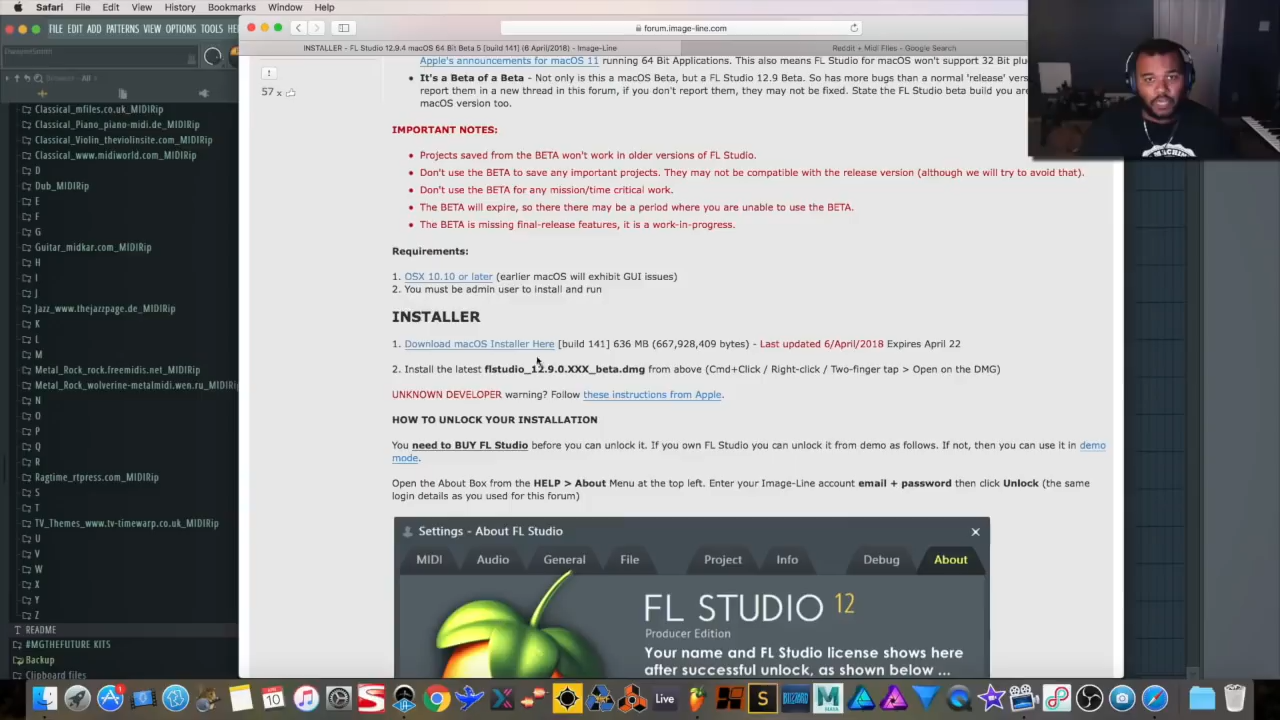 Safari File Edit View History Bookmarks Window Help
FILE EDIT ADD PATTERNS VIEW OPTIONS TOOLS
forum.image-line.com
INSTALLER - FL Studio 12.9.4 macOS 64 Bit Beta 5 [build 141] (6 April/2018) - Image-Line
Reddit + Midi Files - Google Search
Classical_mfiles.co.uk_MIDIRip
Classical_Piano_piano-midi.de_MIDIRip
Classical_Violin_theviolinsite.com_MIDIRip
Classical_www.midiworld.com_MIDIRip
D
Dub_MIDIRip
E
F
G
Guitar_midkar.com_MIDIRip
H
I
J
Jazz_www.thejazzpage.de_MIDIRip
K
L
M
Metal_Rock_rock.freemidis.net_MIDIRip
Metal_Rock_wolverine-metalmidi.wen.ru_MIDIRip
N
O
P
Q
R
Ragtime_rtpress.com_MIDIRip
S
T
TV_Themes_www.tv-timewarp.co.uk_MIDIRip
U
V
W
X
Y
Z
README
#MGTHEFUTURE KITS
Backup
Clipboard files
57 x
Apple's announcements for macOS 11 running 64 Bit Applications. This also means FL Studio for macOS won't support 32 Bit plu
• It's a Beta of a Beta - Not only is this a macOS Beta, but a FL Studio 12.9 Beta. So has more bugs than a normal 'release' vers
report them in a new thread in this forum, if you don't report them, they may not be fixed. State the FL Studio beta build you are
macOS version too.
IMPORTANT NOTES:
• Projects saved from the BETA won't work in older versions of FL Studio.
• Don't use the BETA to save any important projects. They may not be compatible with the release version (although we will try to avoid that).
• Don't use the BETA for any mission/time critical work.
• The BETA will expire, so there there may be a period where you are unable to use the BETA.
• The BETA is missing final-release features, it is a work-in-progress.
Requirements:
1. OSX 10.10 or later (earlier macOS will exhibit GUI issues)
2. You must be admin user to install and run
INSTALLER
1. Download macOS Installer Here [build 141] 636 MB (667,928,409 bytes) - Last updated 6/April/2018 Expires April 22
2. Install the latest flstudio_12.9.0.XXX_beta.dmg from above (Cmd+Click / Right-click / Two-finger tap > Open on the DMG)
UNKNOWN DEVELOPER warning? Follow these instructions from Apple.
HOW TO UNLOCK YOUR INSTALLATION
You need to BUY FL Studio before you can unlock it. If you own FL Studio you can unlock it from demo as follows. If not, then you can use it in demo
mode.
Open the About Box from the HELP > About Menu at the top left. Enter your Image-Line account email + password then click Unlock (the same
login details as you used for this forum)
Settings - About FL Studio
MIDI Audio General File Project Info Debug About
FL STUDIO 12
Producer Edition
Your name and FL Studio license shows here
after successful unlock, as shown below ...
APR
10
Live
S
BLIZZARD
M